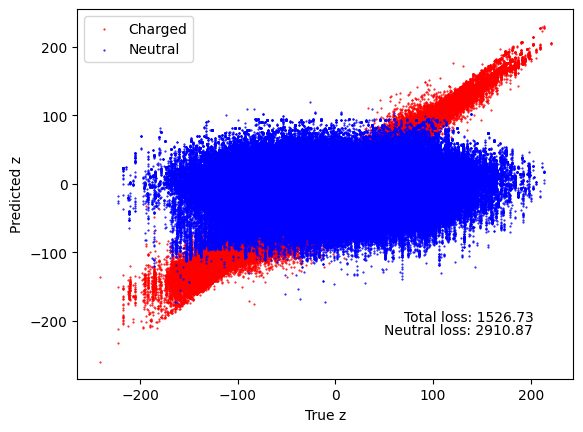 Charged
Neutral
200
100
0
−100
−200
Predicted z
Total loss: 1526.73
Neutral loss: 2910.87
−200 −100 0 100 200
True z